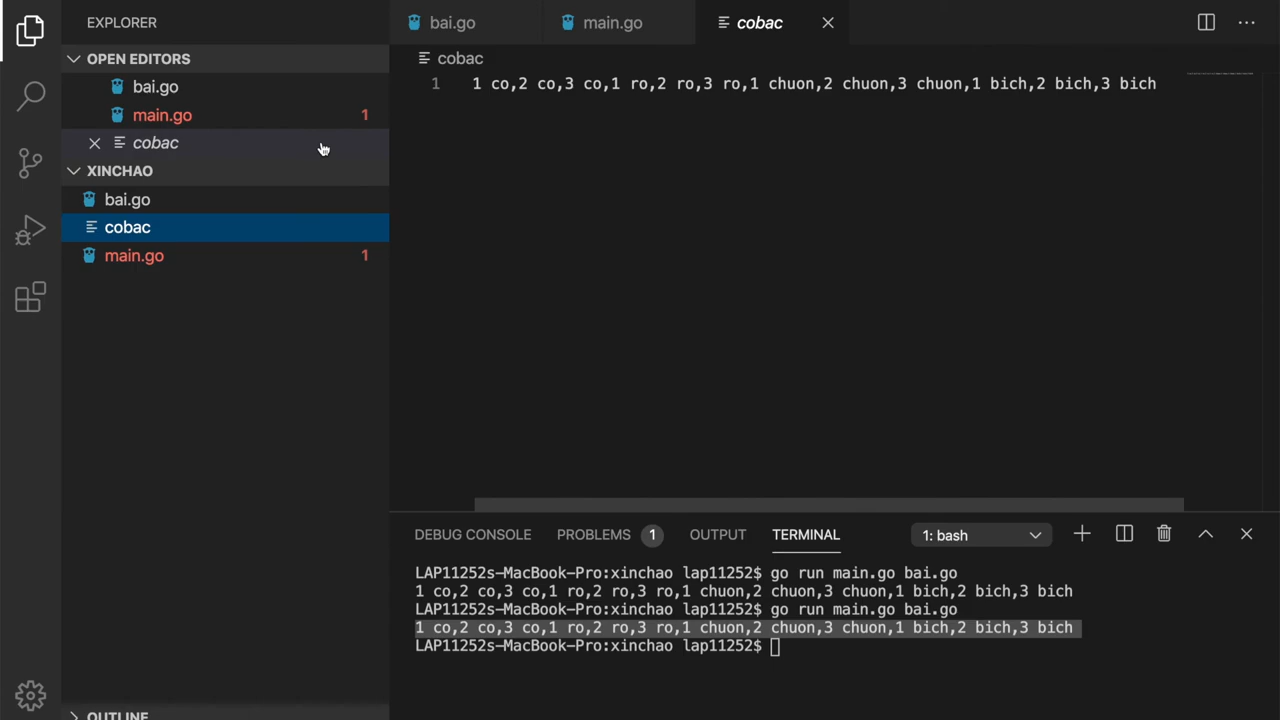 EXPLORER
OPEN EDITORS
bai.go
main.go 1
cobac
XINCHAO
bai.go
cobac
main.go 1
OUTLINE
bai.go main.go cobac
cobac
1 1 co,2 co,3 co,1 ro,2 ro,3 ro,1 chuon,2 chuon,3 chuon,1 bich,2 bich,3 bich
DEBUG CONSOLE PROBLEMS 1 OUTPUT TERMINAL 1: bash
LAP11252s-MacBook-Pro:xinchao lap11252$ go run main.go bai.go
1 co,2 co,3 co,1 ro,2 ro,3 ro,1 chuon,2 chuon,3 chuon,1 bich,2 bich,3 bich
LAP11252s-MacBook-Pro:xinchao lap11252$ go run main.go bai.go
1 co,2 co,3 co,1 ro,2 ro,3 ro,1 chuon,2 chuon,3 chuon,1 bich,2 bich,3 bich
LAP11252s-MacBook-Pro:xinchao lap11252$